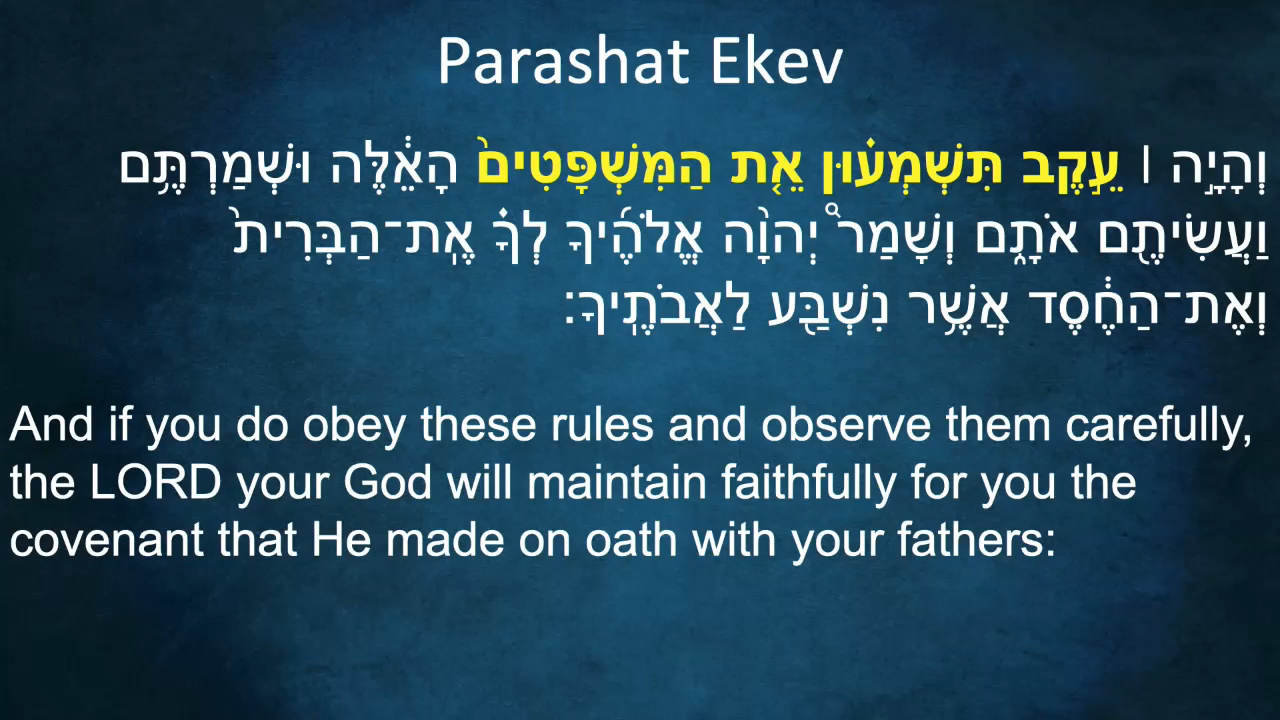 Parashat Ekev
וְהָיָ֣ה ׀ עֵ֣קֶב תִּשְׁמְע֗וּן אֵ֤ת הַמִּשְׁפָּטִים֙ הָאֵ֔לֶּה וּשְׁמַרְתֶּ֥ם
וַעֲשִׂיתֶ֖ם אֹתָ֑ם וְשָׁמַר֩ יְהוָ֨ה אֱלֹהֶ֜יךָ לְךָ֗ אֶֽת־הַבְּרִית֙
וְאֶת־הַחֶ֔סֶד אֲשֶׁ֥ר נִשְׁבַּ֖ע לַאֲבֹתֶֽיךָ׃
And if you do obey these rules and observe them carefully,
the LORD your God will maintain faithfully for you the
covenant that He made on oath with your fathers: